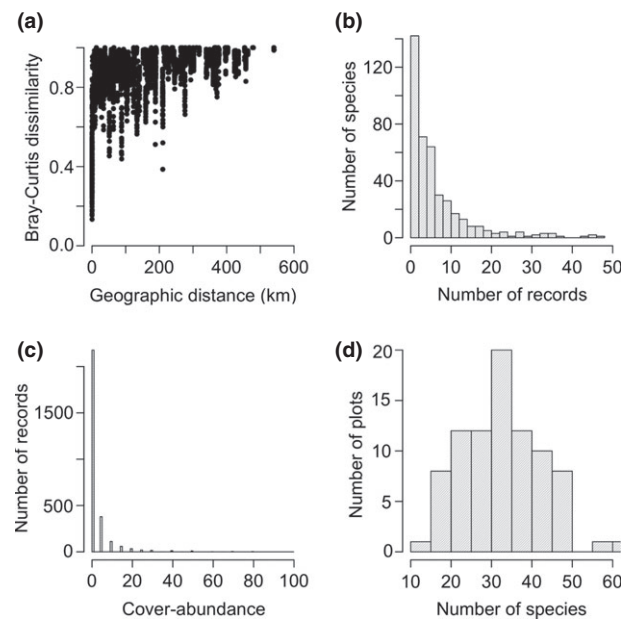 (a)
Bray-Curtis dissimilarity
0.8
0.4
0.0
0 200 400 600
Geographic distance (km)
(b)
Number of species
120
80
40
0
0 10 20 30 40 50
Number of records
(c)
Number of records
1500
500
0
0 20 40 60 80 100
Cover-abundance
(d)
Number of plots
20
15
10
5
0
10 20 30 40 50 60
Number of species